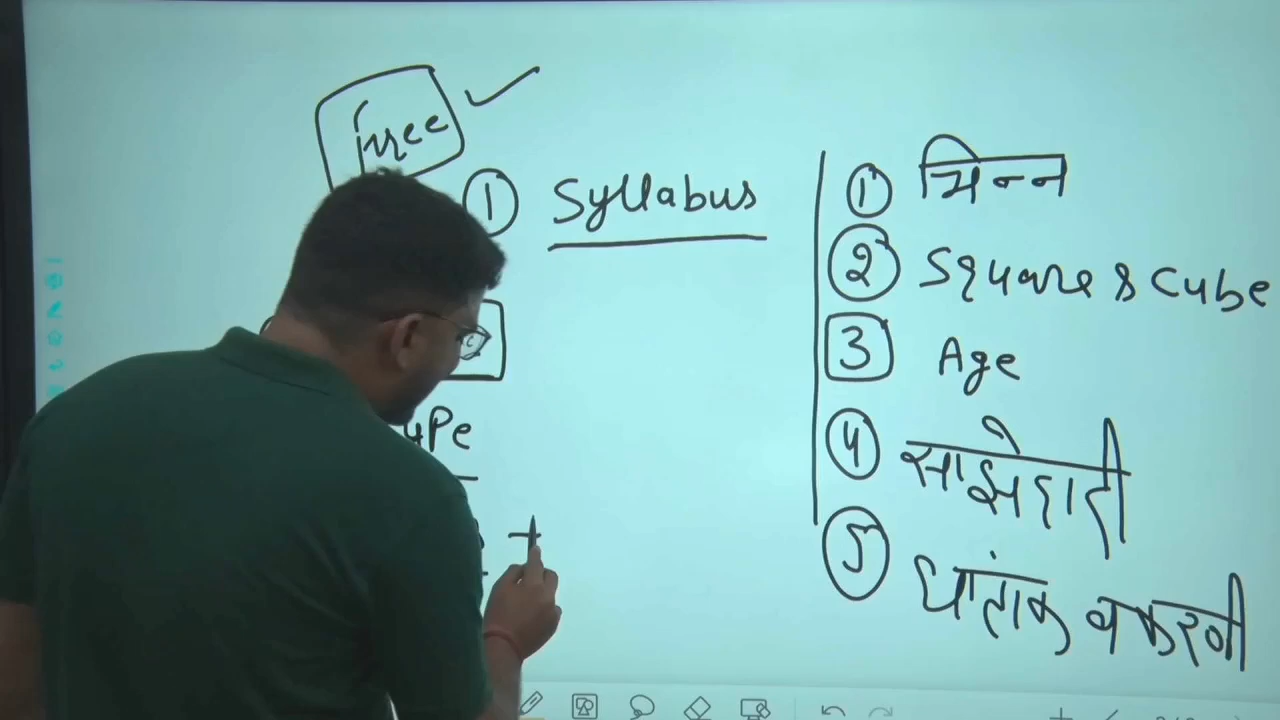 free
① Syllabus
① भिन्न
② Square & Cube
3 Age
④ साझेदारी
⑤ घातांक व करणी